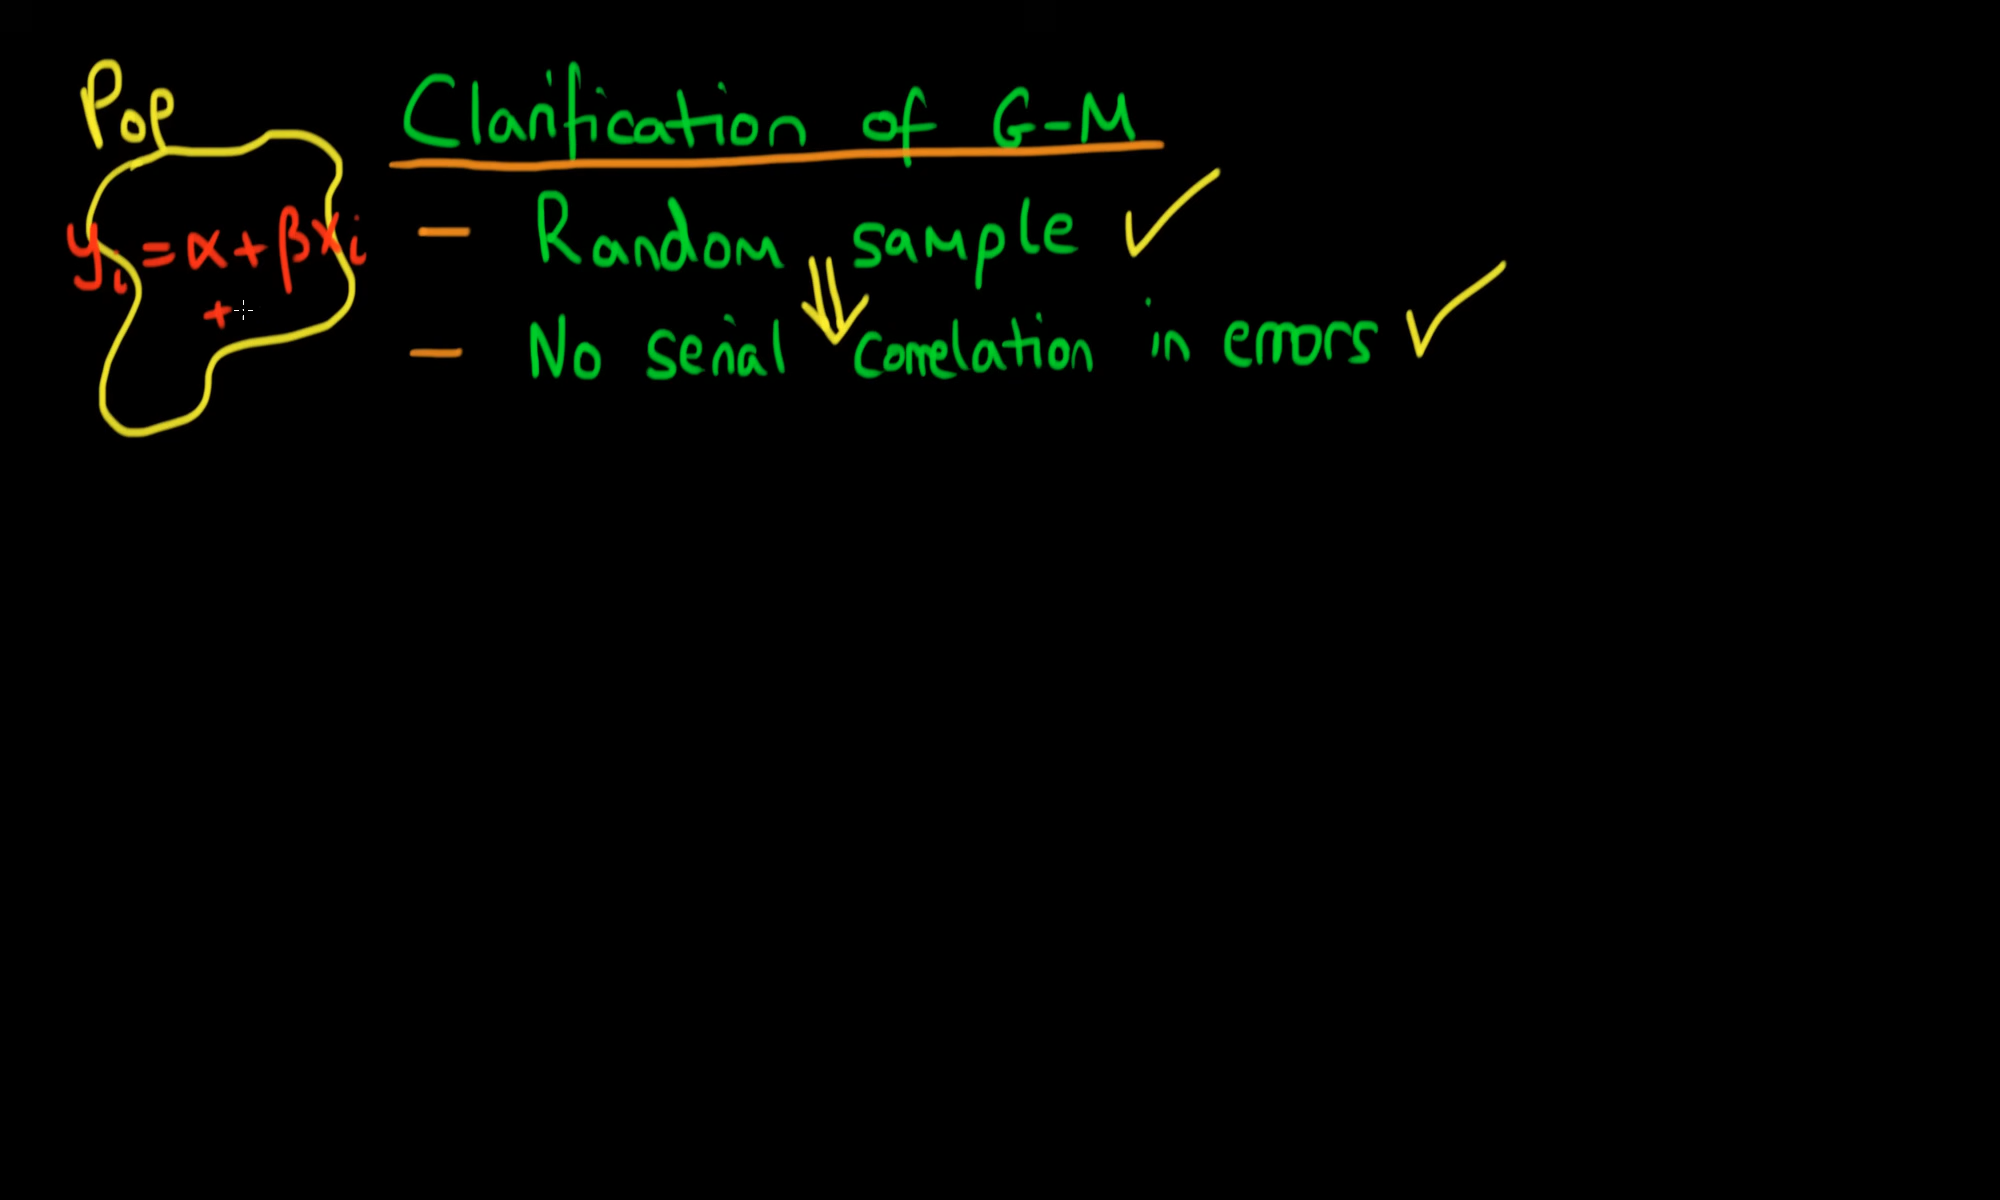 Pop
Clarification of G-M
- Random sample ✓
yᵢ = α + βxᵢ
+
⇓
- No serial correlation in errors ✓